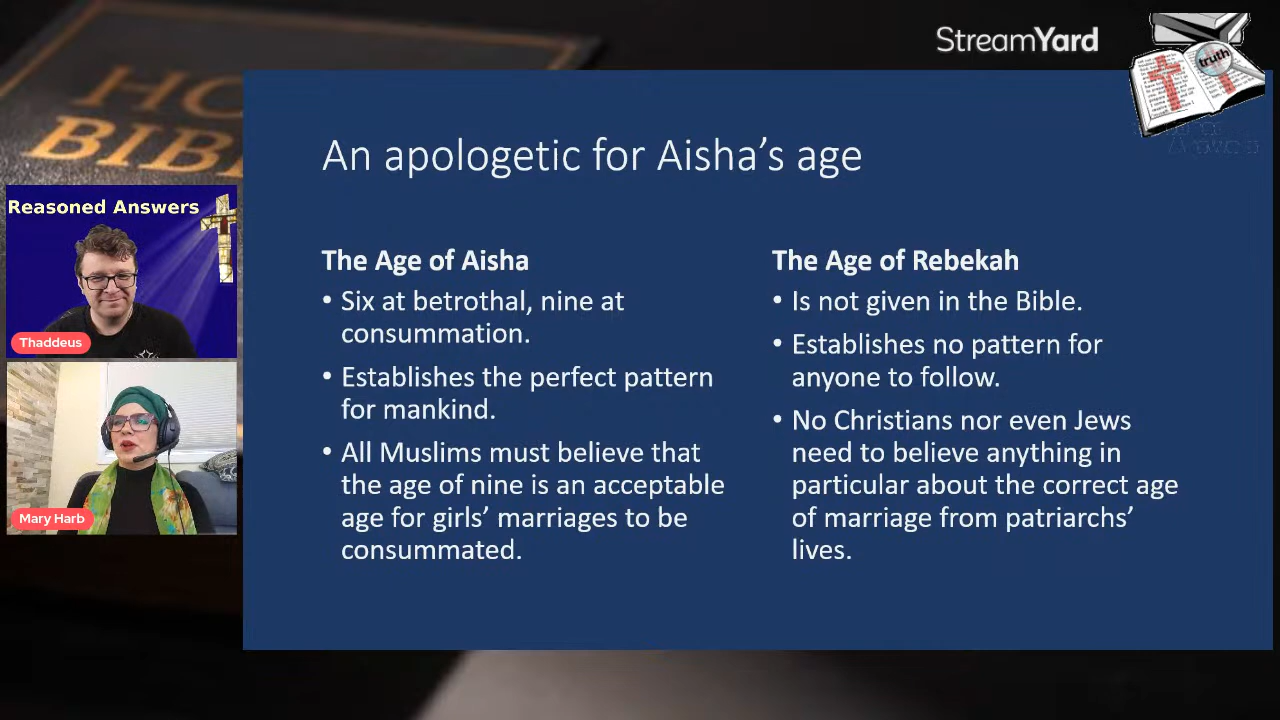 HO
BIB
StreamYard
truth
Reasoned Answers
Thaddeus
Mary Harb
An apologetic for Aisha's age
The Age of Aisha
• Six at betrothal, nine at
consummation.
• Establishes the perfect pattern
for mankind.
• All Muslims must believe that
the age of nine is an acceptable
age for girls' marriages to be
consummated.
The Age of Rebekah
• Is not given in the Bible.
• Establishes no pattern for
anyone to follow.
• No Christians nor even Jews
need to believe anything in
particular about the correct age
of marriage from patriarchs'
lives.